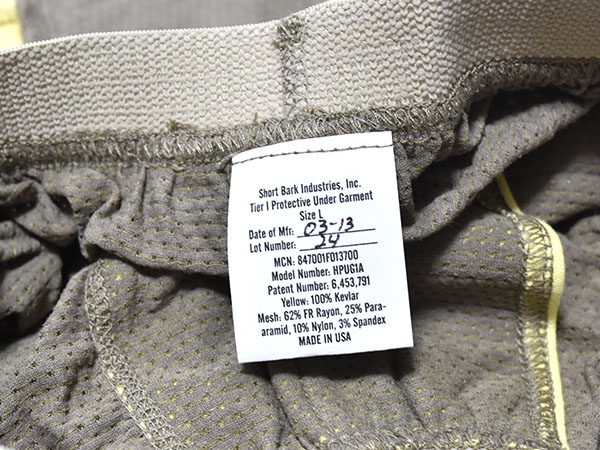 Short Bark Industries, Inc.
Tier I Protective Under Garment
Size L
Date of Mfr: 03-13
Lot Number: 24
MCN: 847001F013700
Model Number: HPUG1A
Patent Number: 6,453,791
Yellow: 100% Kevlar
Mesh: 62% FR Rayon, 25% Para-
aramid, 10% Nylon, 3% Spandex
MADE IN USA